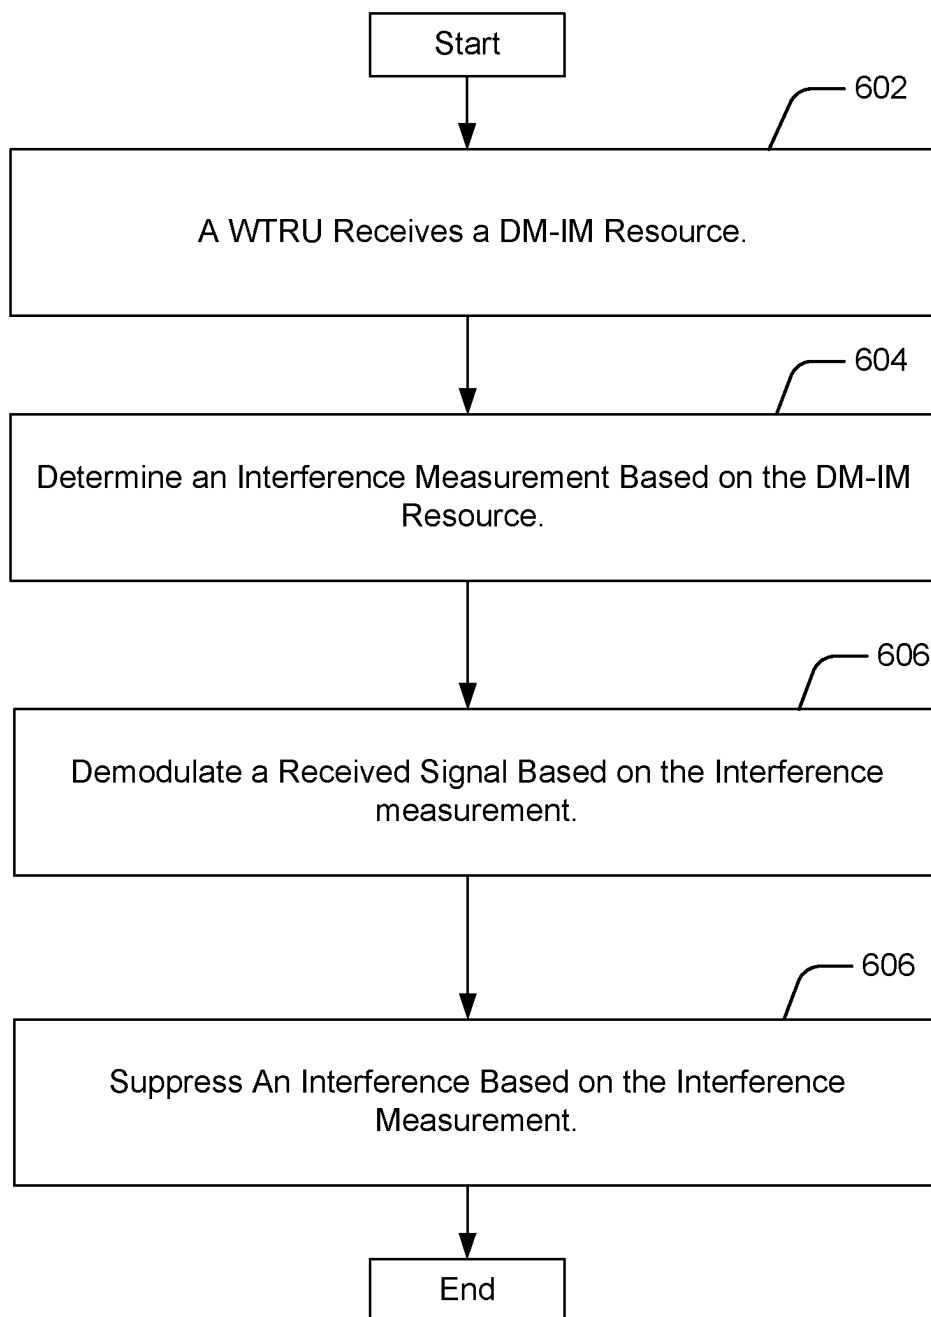 Start
602
A WTRU Receives a DM-IM Resource.
604
Determine an Interference Measurement Based on the DM-IM
Resource.
606
Demodulate a Received Signal Based on the Interference
measurement.
606
Suppress An Interference Based on the Interference
Measurement.
End